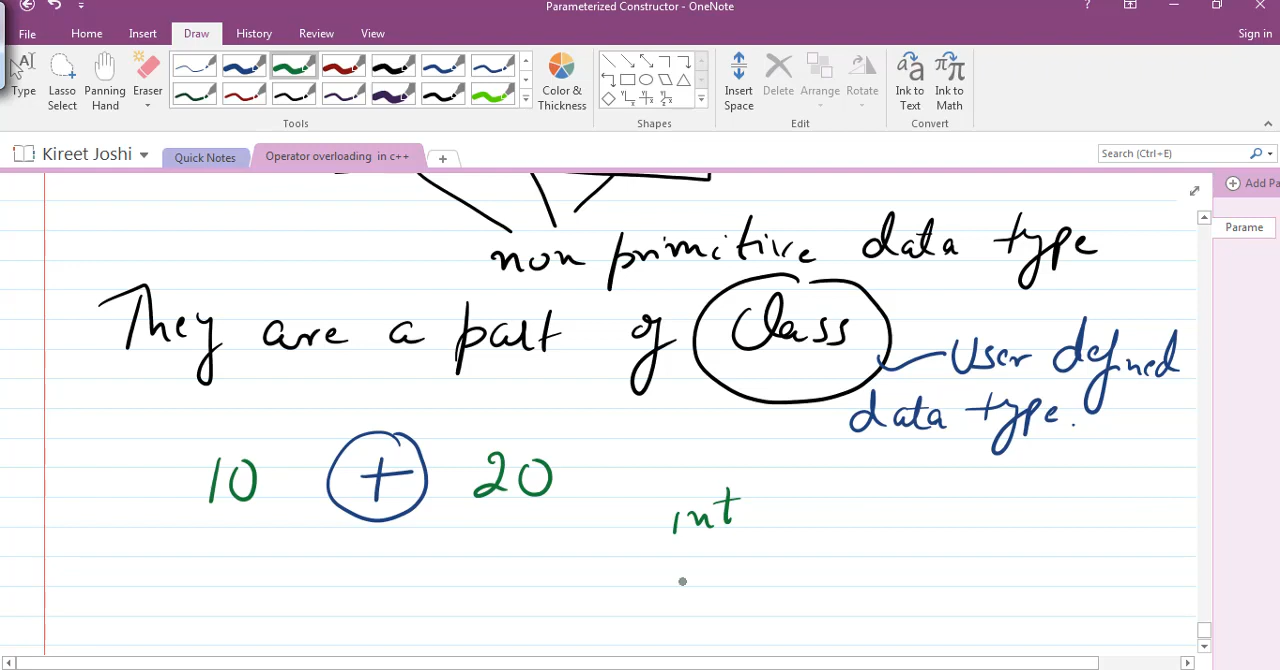 Parameterized Constructor - OneNote
?
File Home Insert Draw History Review View
Sign in
Type
Lasso Select
Panning Hand
Eraser
Color & Thickness
Insert Space
Delete
Arrange
Rotate
Ink to Text
Ink to Math
Tools
Shapes
Edit
Convert
Kireet Joshi
Quick Notes
Operator overloading in c++
Search (Ctrl+E)
Add Pa
Parame
non primitive data type
They are a part of Class
User defined
data type.
10 + 20
int